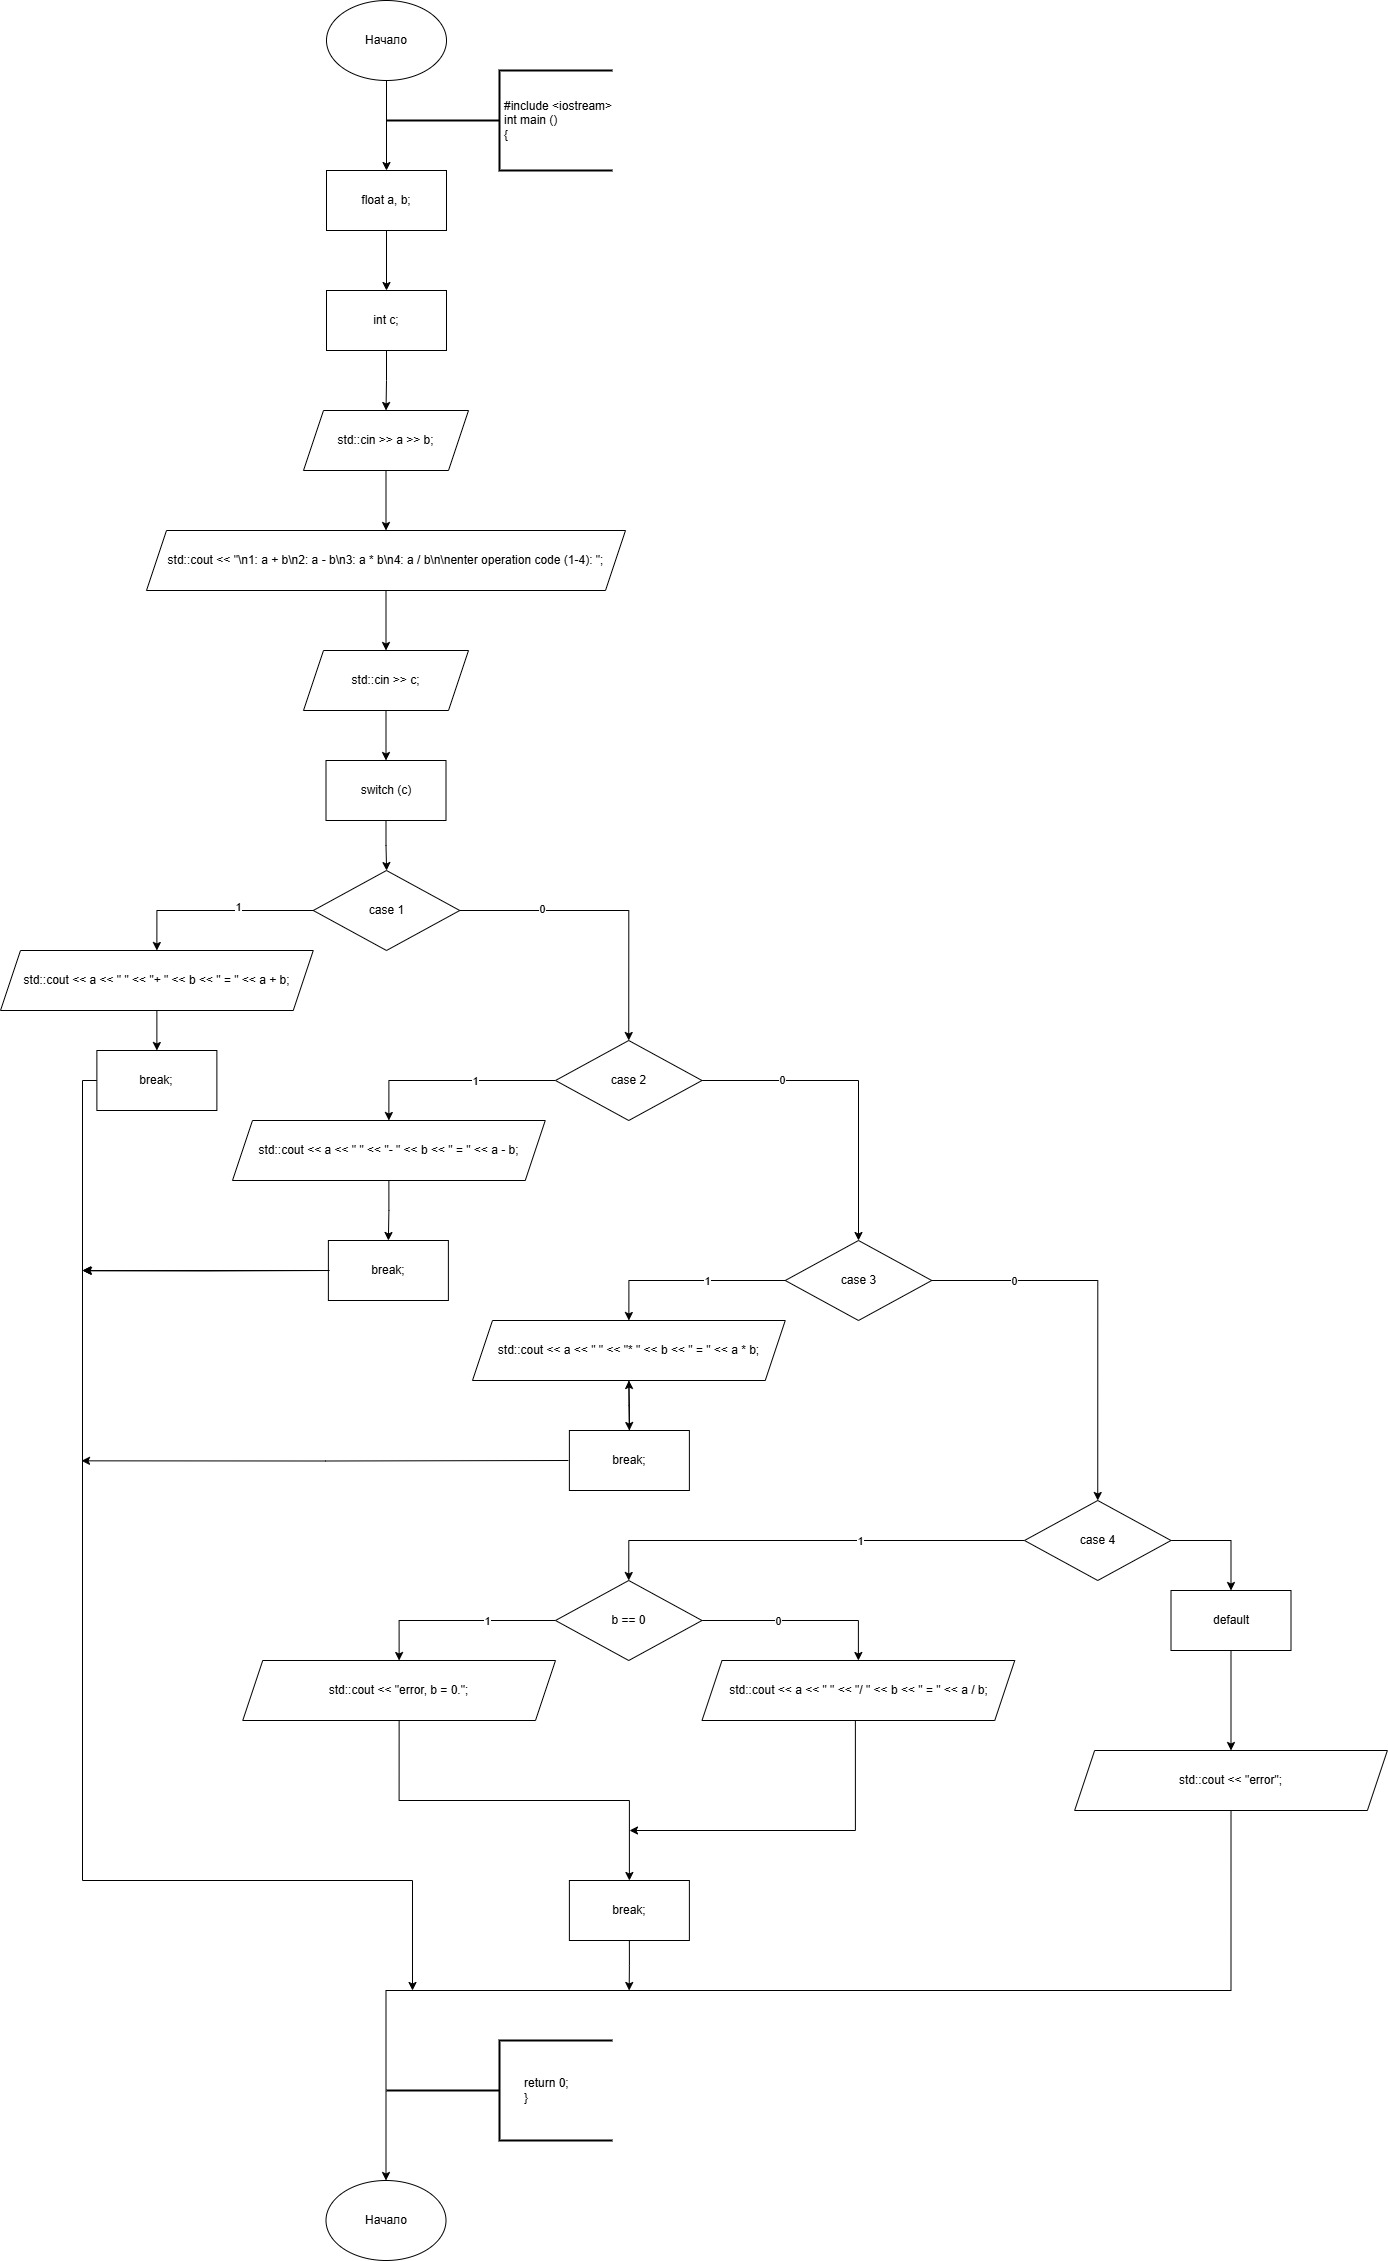 Начало
#include <iostream>
int main ()
{
float a, b;
int c;
std::cin >> a >> b;
std::cout << "\n1: a + b\n2: a - b\n3: a * b\n4: a / b\n\nenter operation code (1-4): ";
std::cin >> c;
switch (c)
case 1
1
0
std::cout << a << " " << "+ " << b << " = " << a + b;
break;
case 2
1
0
std::cout << a << " " << "- " << b << " = " << a - b;
break;
case 3
1
0
std::cout << a << " " << "* " << b << " = " << a * b;
break;
case 4
1
b == 0
1
0
default
std::cout << "error, b = 0.";
std::cout << a << " " << "/ " << b << " = " << a / b;
std::cout << "error";
break;
return 0;
}
Начало